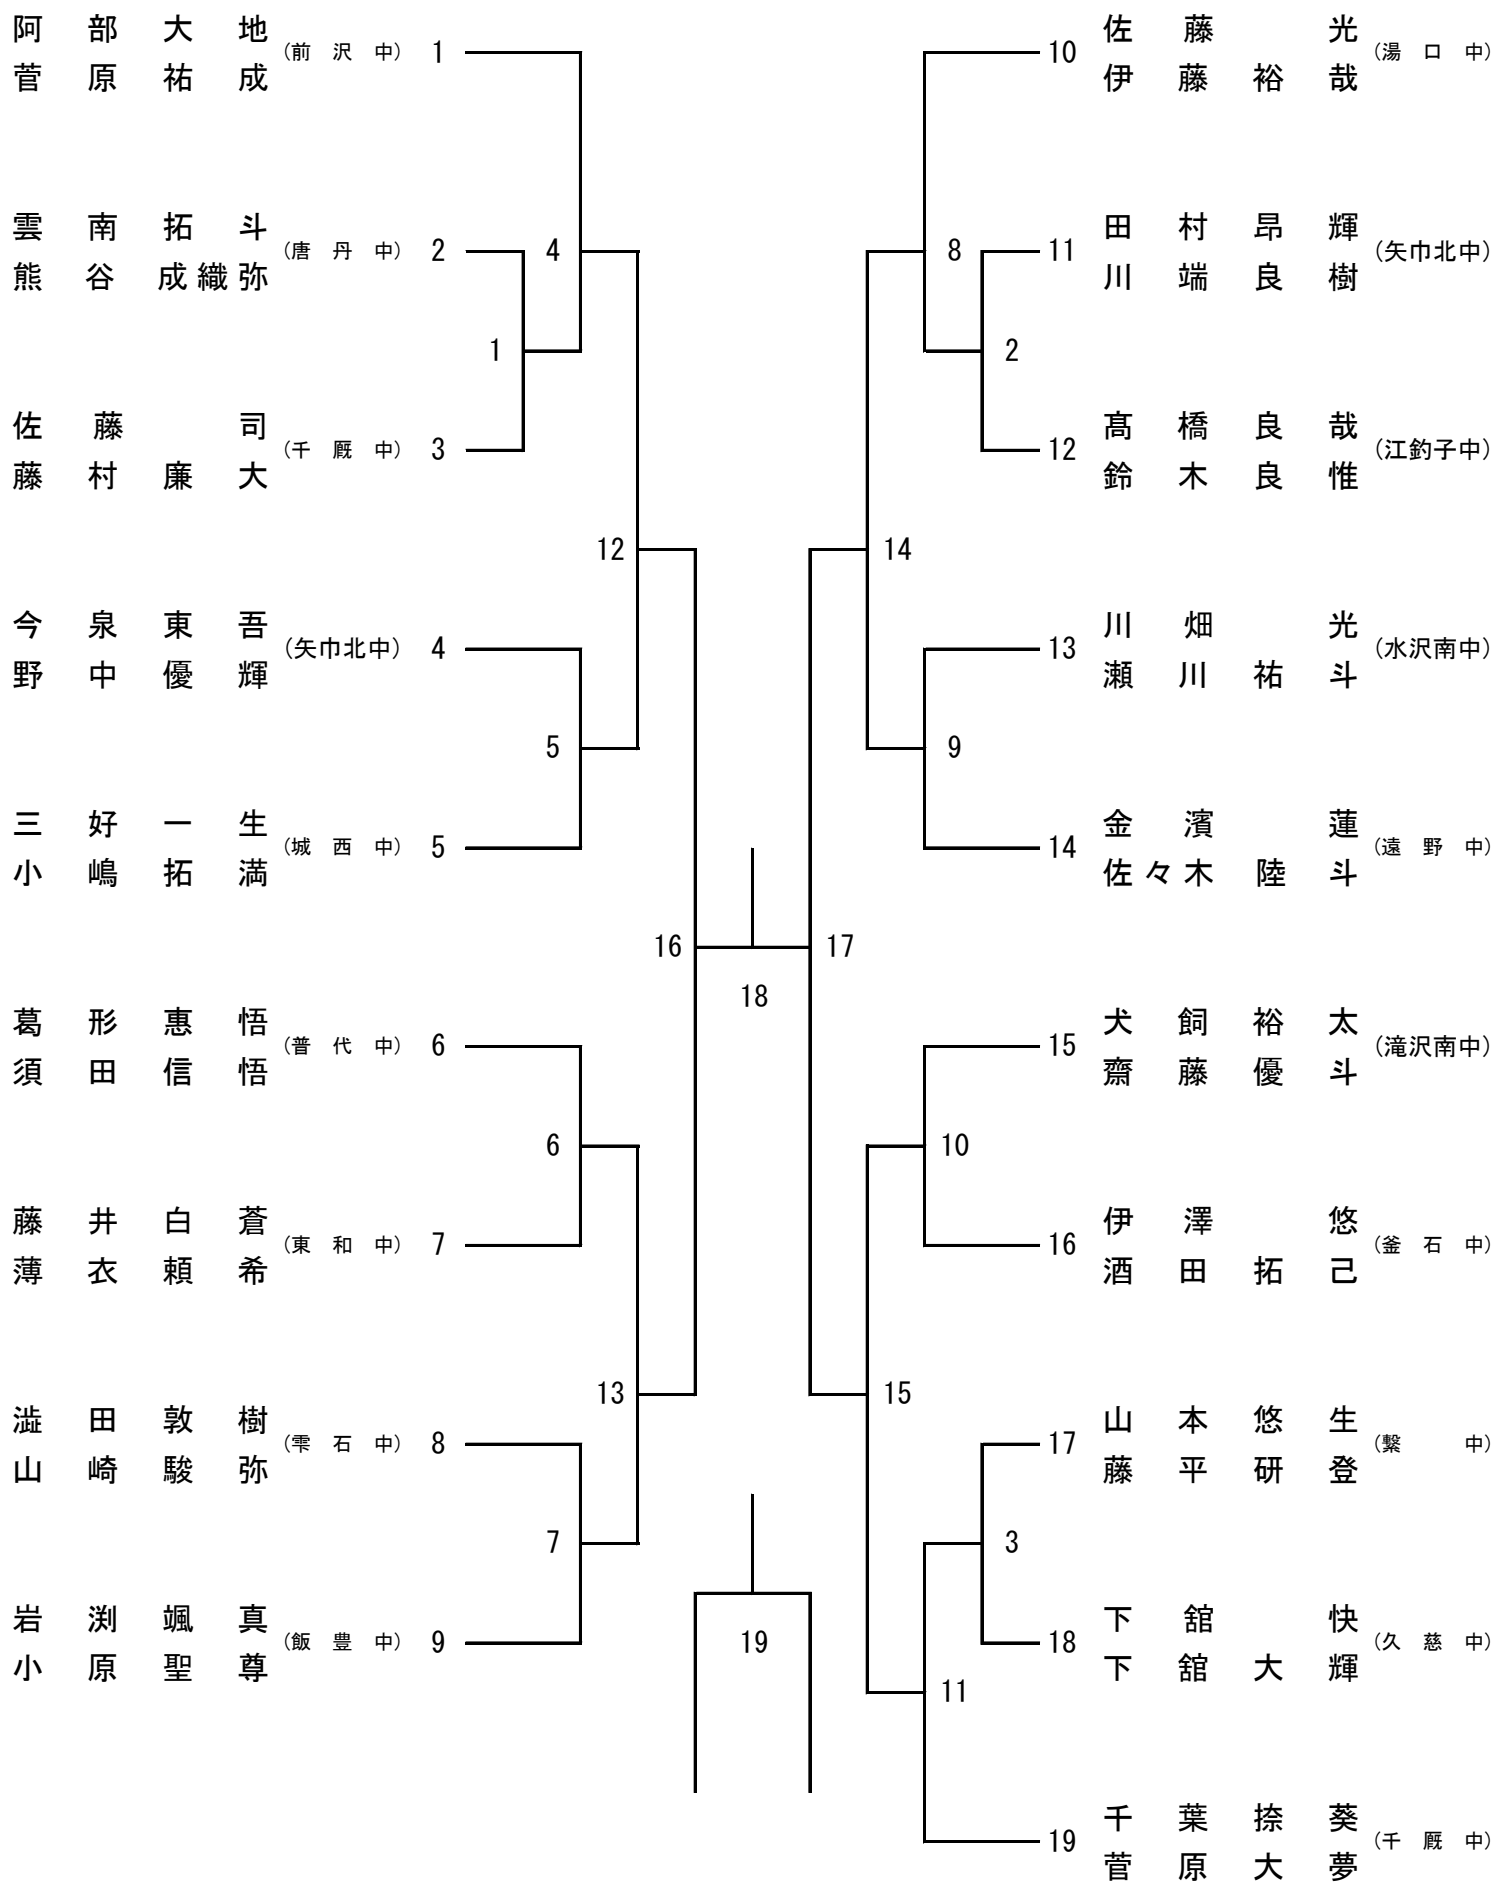 阿部大地
(前沢中) 1
菅原祐成
雲南拓斗
(唐丹中) 2
熊谷成織弥
佐藤司
(千厩中) 3
藤村廉大
今泉東吾
(矢巾北中) 4
野中優輝
三好一生
(城西中) 5
小嶋拓満
葛形惠悟
(普代中) 6
須田信悟
藤井白蒼
(東和中) 7
薄衣頼希
澁田敦樹
(雫石中) 8
山崎駿弥
岩渕颯真
(飯豊中) 9
小原聖尊
4
1
12
5
16
6
13
7
18
19
17
8
2
14
9
10
15
3
11
佐藤光
10 (湯口中)
伊藤裕哉
田村昂輝
11 (矢巾北中)
川端良樹
髙橋良哉
12 (江釣子中)
鈴木良惟
川畑光
13 (水沢南中)
瀬川祐斗
金濱蓮
14 (遠野中)
佐々木陸斗
犬飼裕太
15 (滝沢南中)
齋藤優斗
伊澤悠
16 (釜石中)
酒田拓己
山本悠生
17 (繋中)
藤平研登
下舘快
18 (久慈中)
下舘大輝
千葉捺葵
19 (千厩中)
菅原大夢